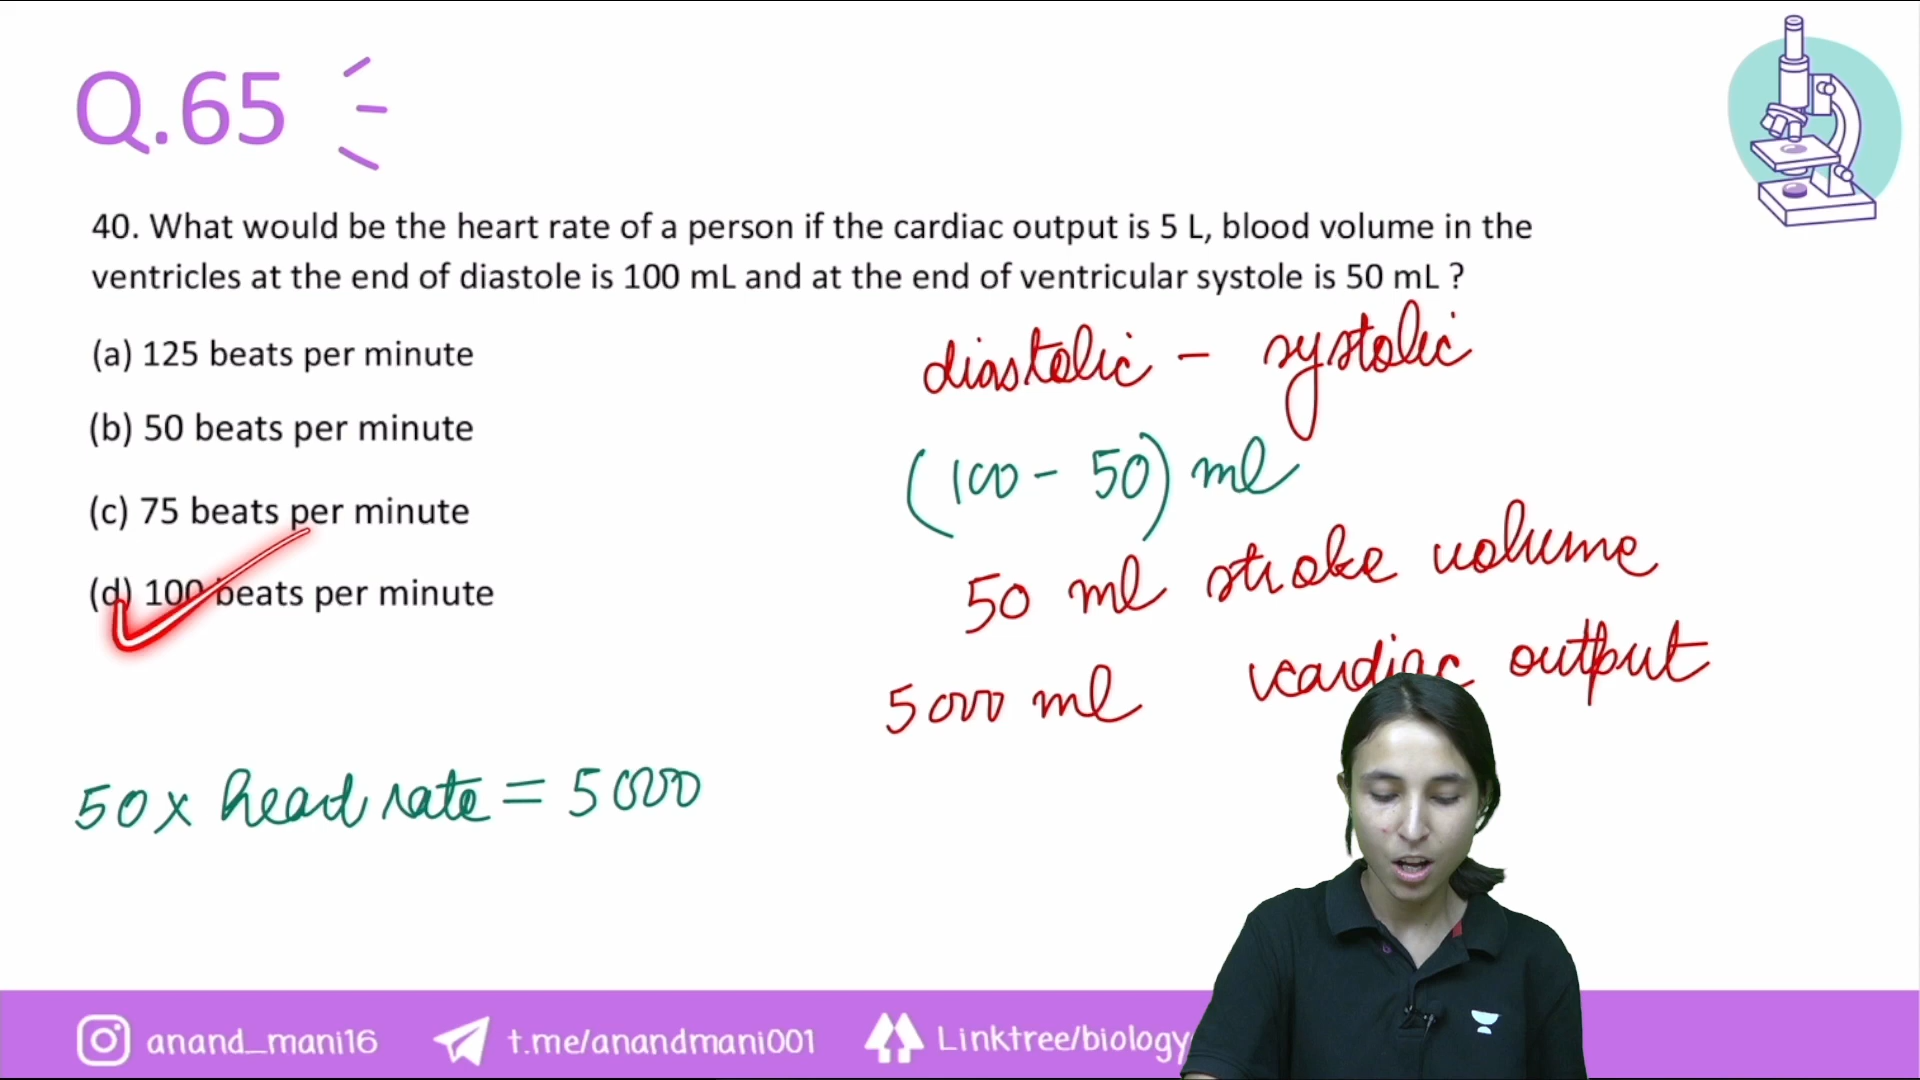 Q.65
40. What would be the heart rate of a person if the cardiac output is 5 L, blood volume in the
ventricles at the end of diastole is 100 mL and at the end of ventricular systole is 50 mL ?
(a) 125 beats per minute
(b) 50 beats per minute
(c) 75 beats per minute
(d) 100 beats per minute
diastolic - systolic
(100 - 50) ml
50 ml stroke volume
5000 ml cardiac output
50 x heart rate = 5000
anand_mani16
t.me/anandmani001
Linktree/biology